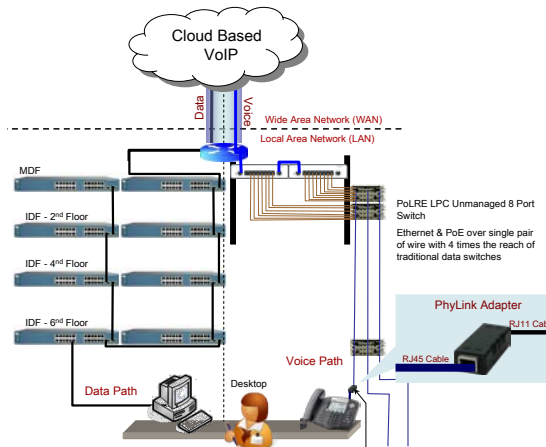 Cloud Based
VoIP
Data
Voice
Wide Area Network (WAN)
Local Area Network (LAN)
MDF
IDF - 2nd Floor
IDF - 4nd Floor
IDF - 6nd Floor
PoLRE LPC Unmanaged 8 Port
Switch
Ethernet & PoE over single pair
of wire with 4 times the reach of
traditional data switches
PhyLink Adapter
RJ11 Cab
RJ45 Cable
Voice Path
Data Path
Desktop